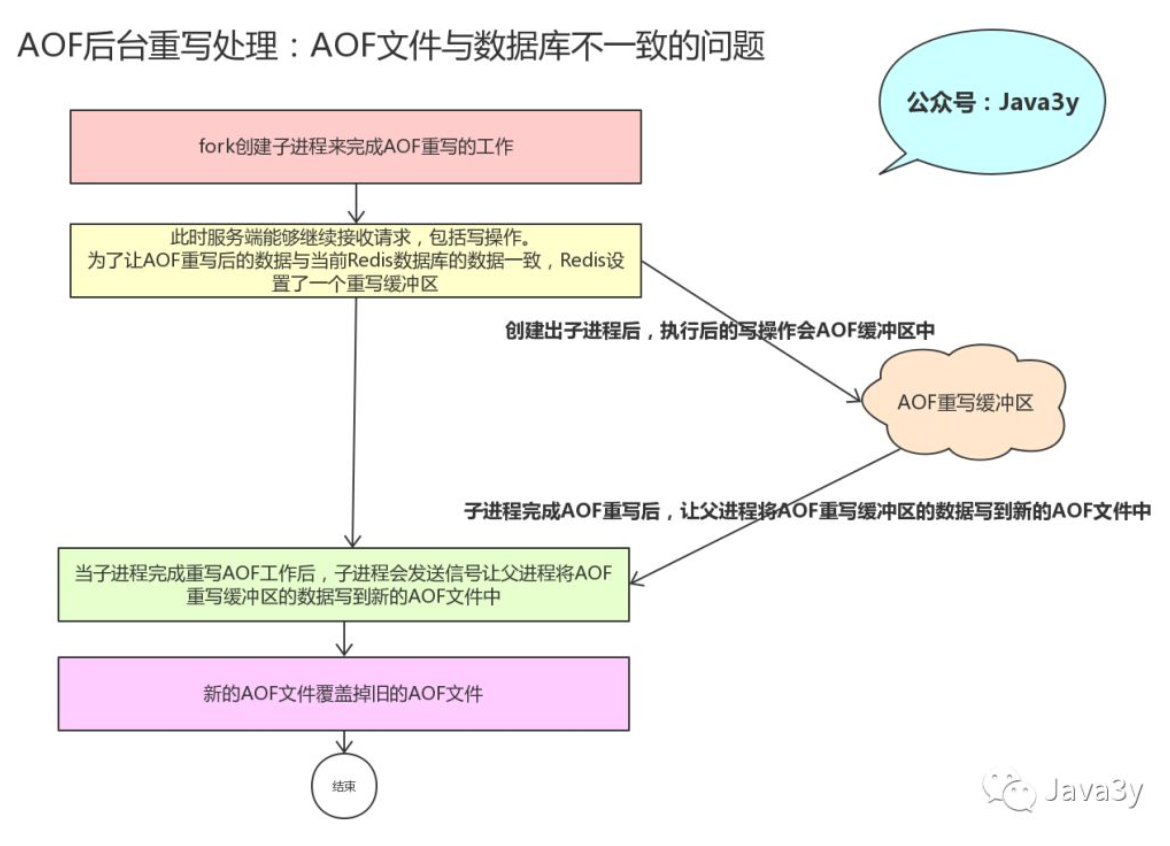 AOF后台重写处理：AOF文件与数据库不一致的问题
公众号：Java3y
fork创建子进程来完成AOF重写的工作
此时服务端能够继续接收请求，包括写操作。
为了让AOF重写后的数据与当前Redis数据库的数据一致，Redis设
置了一个重写缓冲区
创建出子进程后，执行后的写操作会AOF缓冲区中
AOF重写缓冲区
子进程完成AOF重写后，让父进程将AOF重写缓冲区的数据写到新的AOF文件中
当子进程完成重写AOF工作后，子进程会发送信号让父进程将AOF
重写缓冲区的数据写到新的AOF文件中
新的AOF文件覆盖掉旧的AOF文件
结束
Java3y